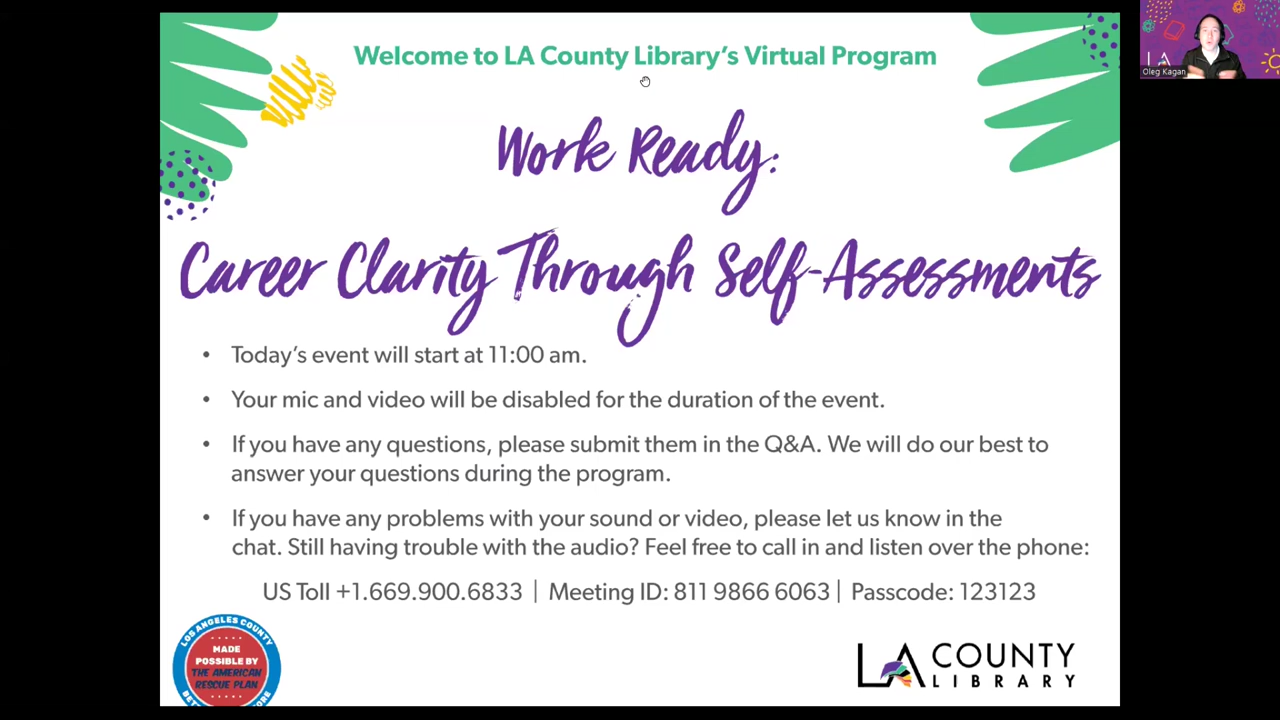 Welcome to LA County Library's Virtual Program
Work Ready:
Career Clarity Through Self-Assessments
• Today's event will start at 11:00 am.
• Your mic and video will be disabled for the duration of the event.
• If you have any questions, please submit them in the Q&A. We will do our best to
answer your questions during the program.
• If you have any problems with your sound or video, please let us know in the
chat. Still having trouble with the audio? Feel free to call in and listen over the phone:
US Toll +1.669.900.6833 | Meeting ID: 811 9866 6063 | Passcode: 123123
LOS ANGELES COUNTY
MADE
POSSIBLE BY
THE AMERICAN
RESCUE PLAN
LA COUNTY
LIBRARY
LA
Oleg Kagan